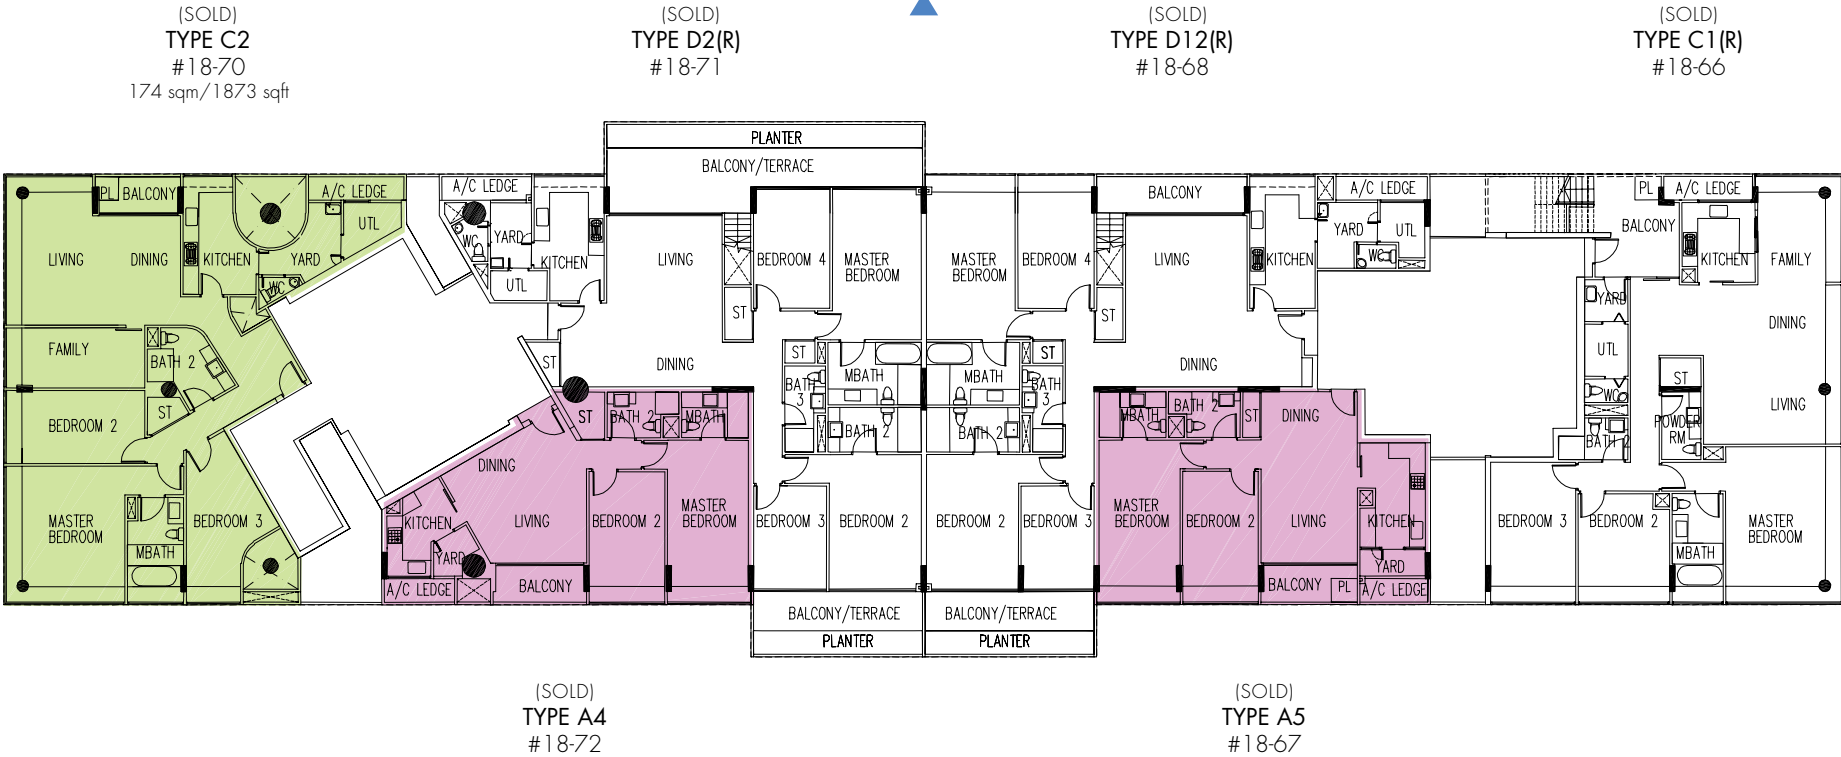 (SOLD)
TYPE C2
#18-70
174 sqm/1873 sqft
(SOLD)
TYPE D2(R)
#18-71
(SOLD)
TYPE D12(R)
#18-68
(SOLD)
TYPE C1(R)
#18-66
PL
BALCONY
A/C LEDGE
UTL
LIVING
DINING
KITCHEN
YARD
WC
FAMILY
BATH 2
ST
BEDROOM 2
MASTER
BEDROOM
MBATH
BEDROOM 3
PLANTER
BALCONY/TERRACE
A/C LEDGE
WC
YARD
KITCHEN
UTL
LIVING
BEDROOM 4
MASTER
BEDROOM
ST
ST
DINING
ST
MBATH
BATH
3
BATH 2
BEDROOM 3
BEDROOM 2
BALCONY/TERRACE
PLANTER
ST
BATH 2
MBATH
DINING
KITCHEN
LIVING
BEDROOM 2
MASTER
BEDROOM
YARD
A/C LEDGE
BALCONY
MASTER
BEDROOM
BEDROOM 4
BALCONY
A/C LEDGE
LIVING
KITCHEN
YARD
UTL
WC
ST
ST
DINING
MBATH
BATH
3
BATH 2
BEDROOM 2
BEDROOM 3
BALCONY/TERRACE
PLANTER
MBATH
BATH 2
ST
DINING
MASTER
BEDROOM
BEDROOM 2
LIVING
KITCHEN
YARD
BALCONY
PL
A/C LEDGE
PL
A/C LEDGE
BALCONY
KITCHEN
FAMILY
YARD
DINING
UTL
ST
WC
LIVING
POWDER
RM
BATH 2
BEDROOM 3
BEDROOM 2
MBATH
MASTER
BEDROOM
(SOLD)
TYPE A4
#18-72
(SOLD)
TYPE A5
#18-67